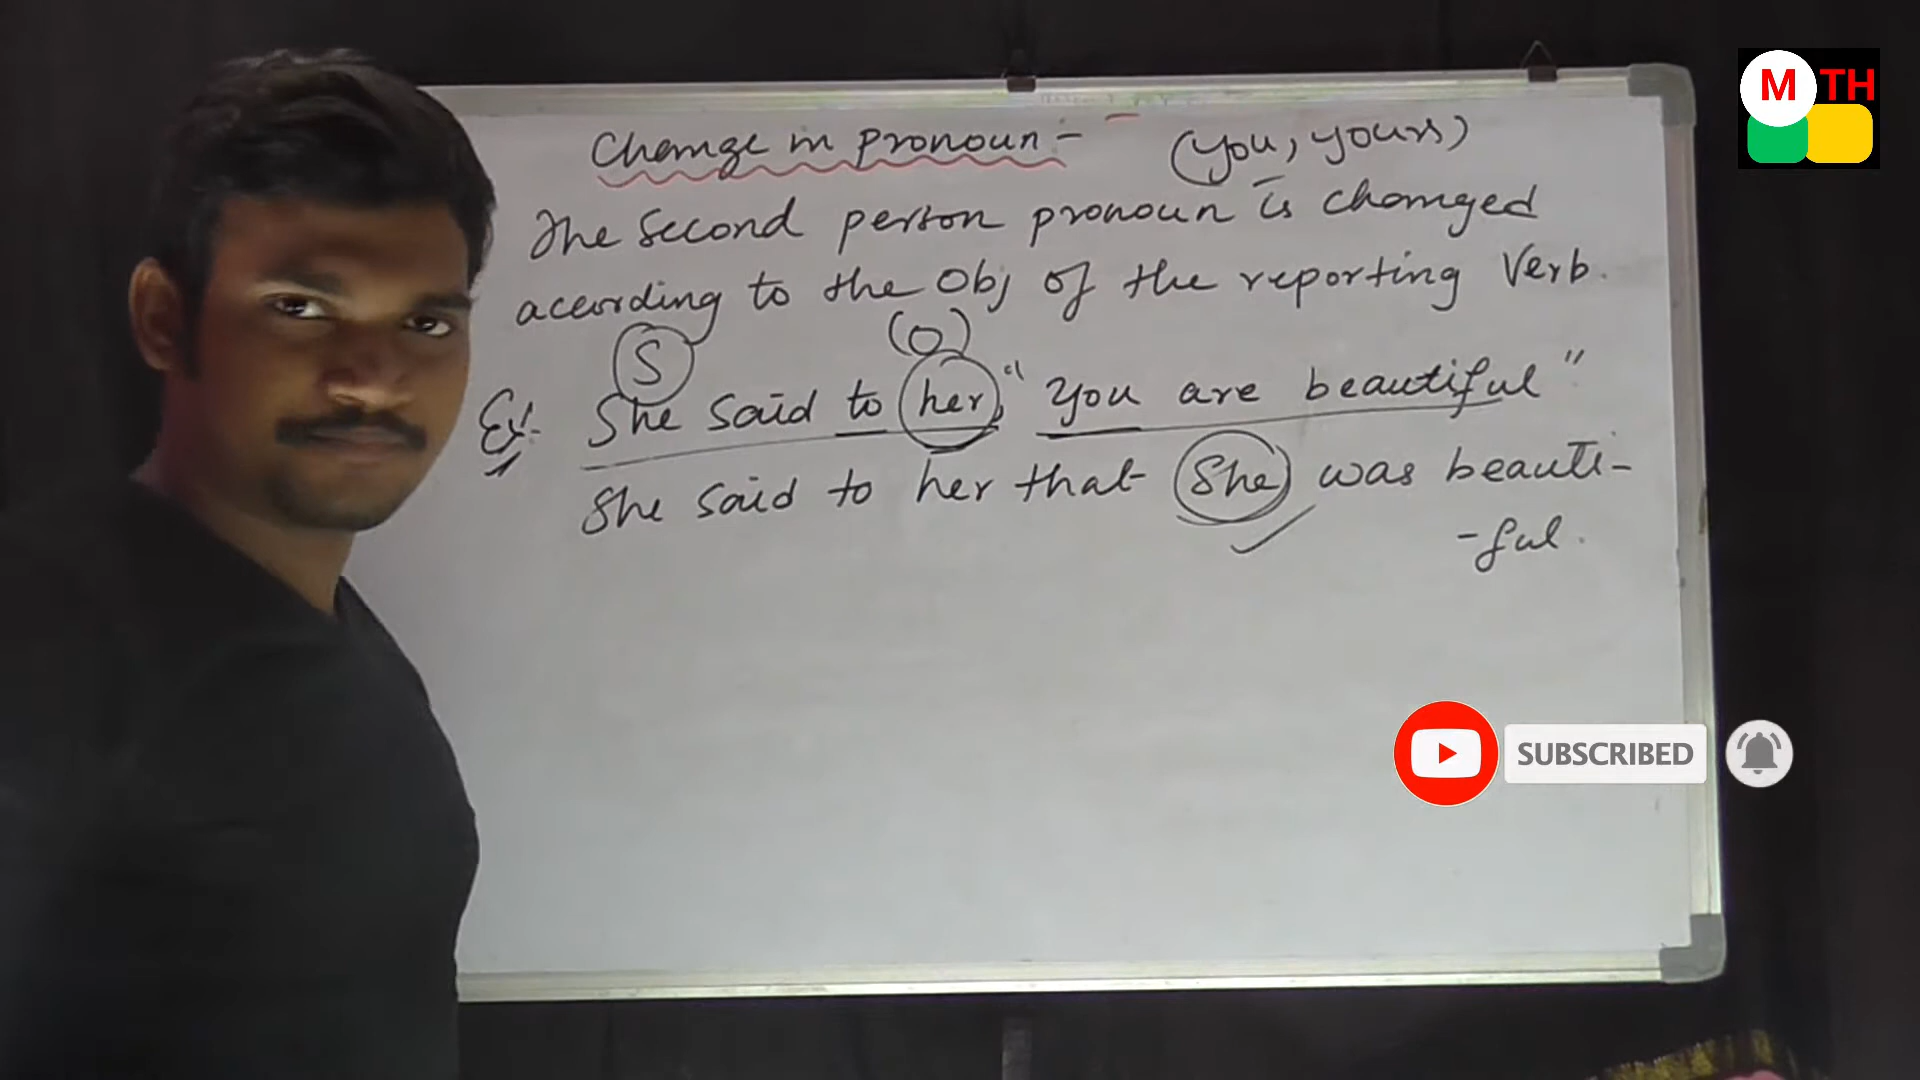 Change in Pronoun:- (you, yours)
The Second person pronoun is changed
according to the Obj of the reporting Verb.
S (O)
Ex:- She said to her, "You are beautiful"
She said to her that She was beauti-
-ful.
M TH
SUBSCRIBED